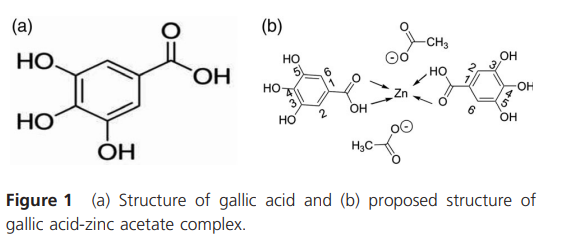 (a)
O
HO
OH
HO
OH
(b)
O
⊖O
CH₃
HO
5
6
O
HO
4
1
3
2
OH
HO
Zn
HO
O
2
3
OH
1
4
OH
6
5
OH
O⊖
H₃C
O
Figure 1 (a) Structure of gallic acid and (b) proposed structure of
gallic acid-zinc acetate complex.